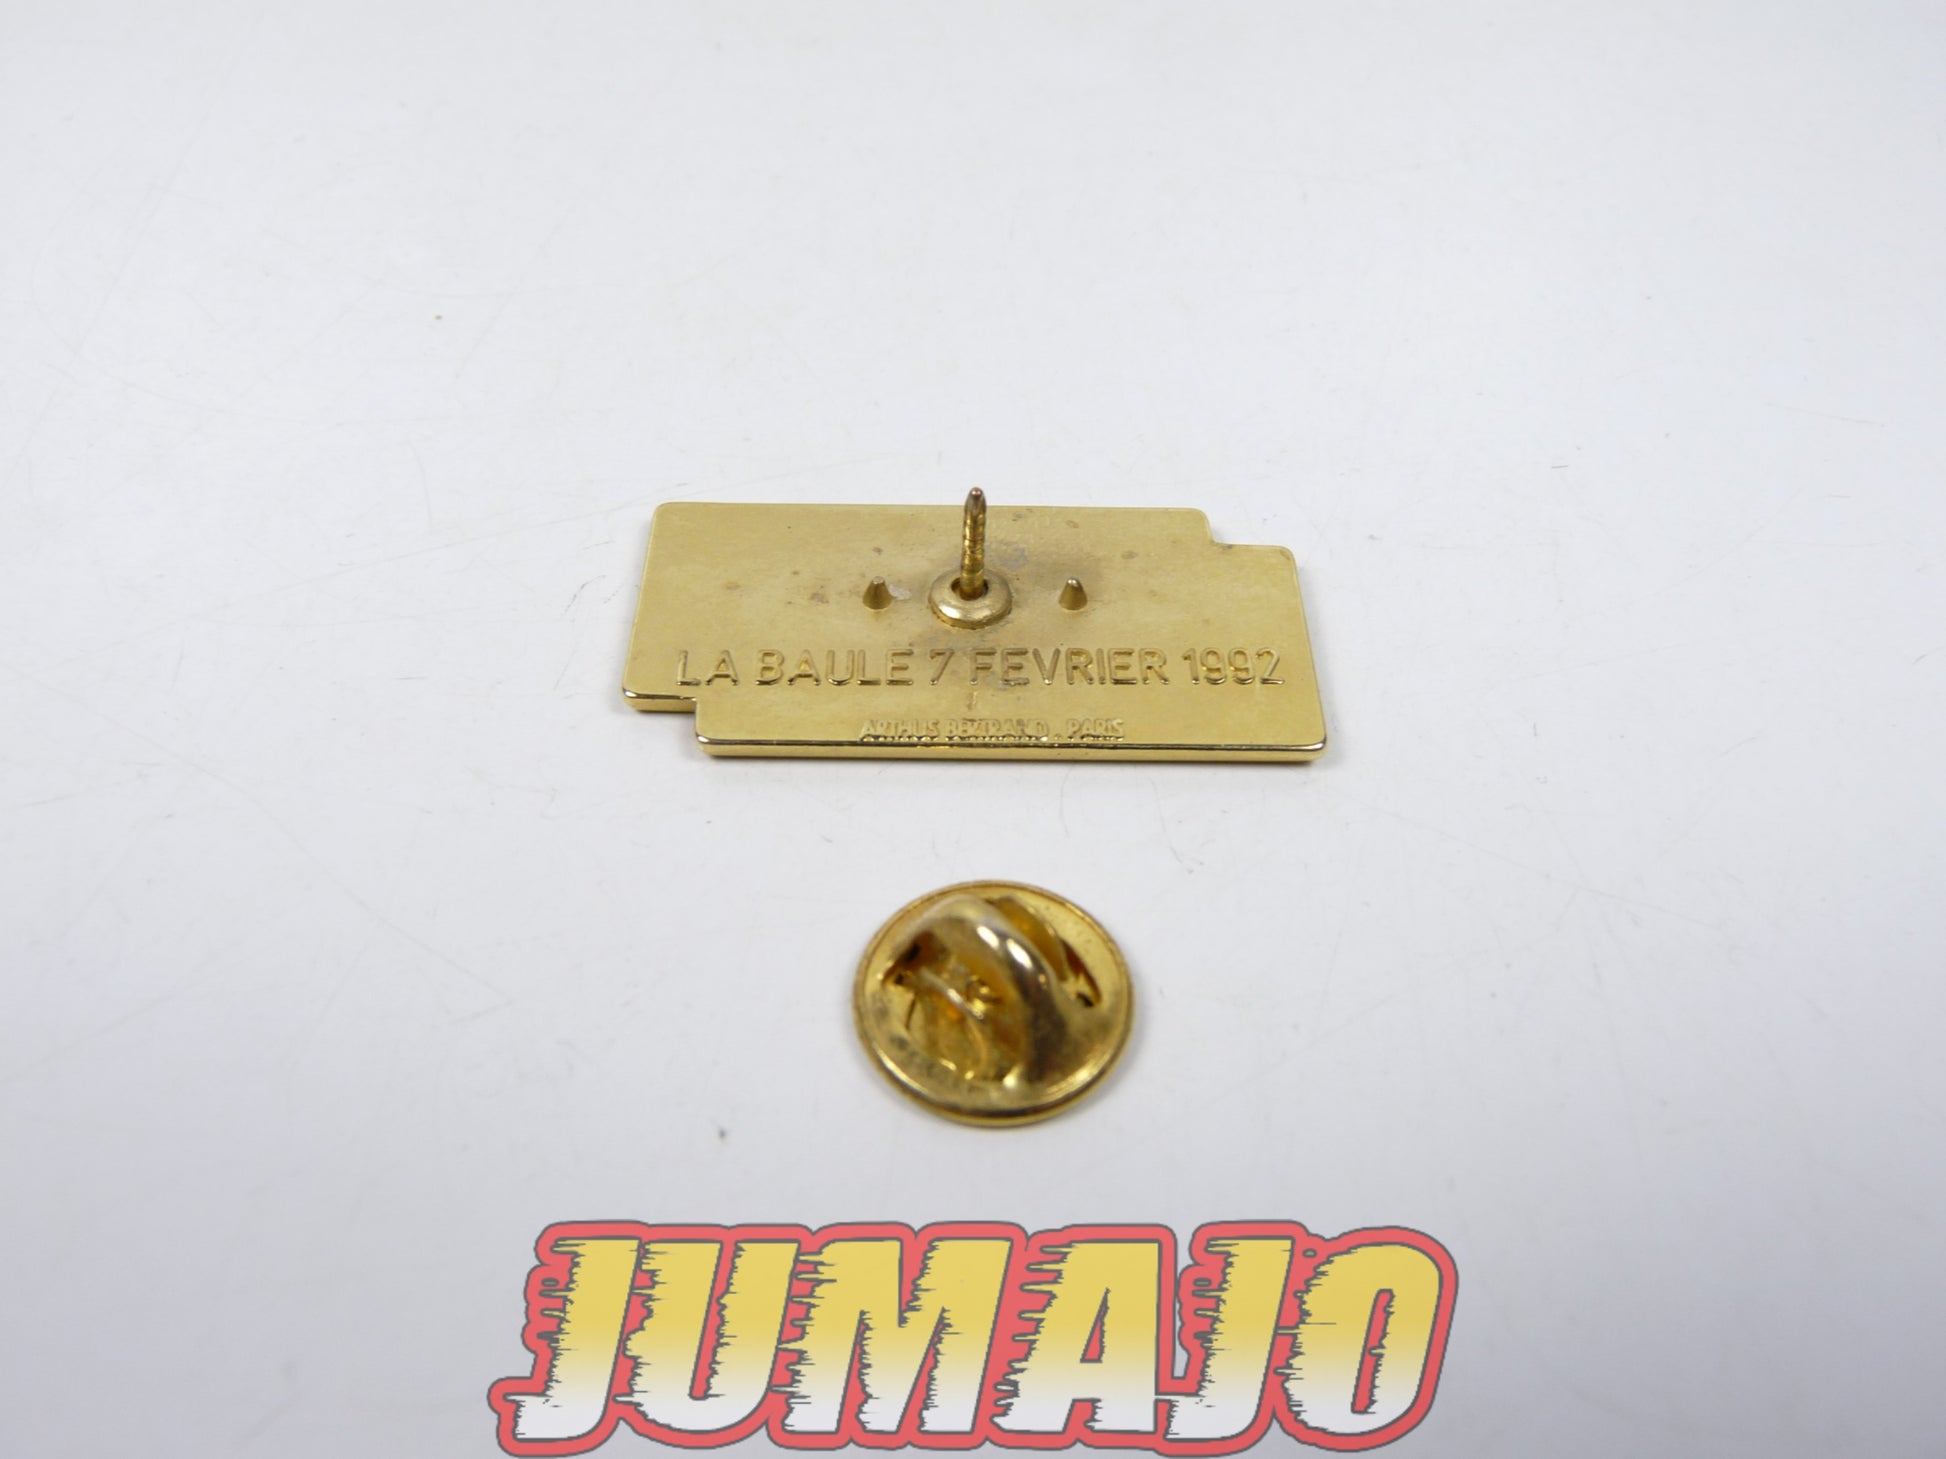 LA BAULE 7 FEVRIER 1992
ARTHUS BERTRAND . PARIS
JUMAJO